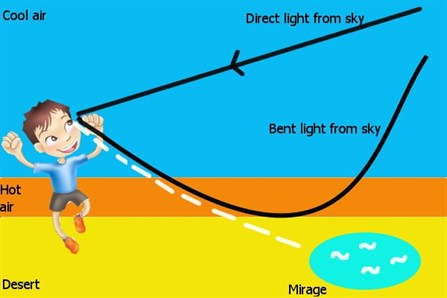 Cool air
Direct light from sky
Bent light from sky
Hot
air
Desert
Mirage